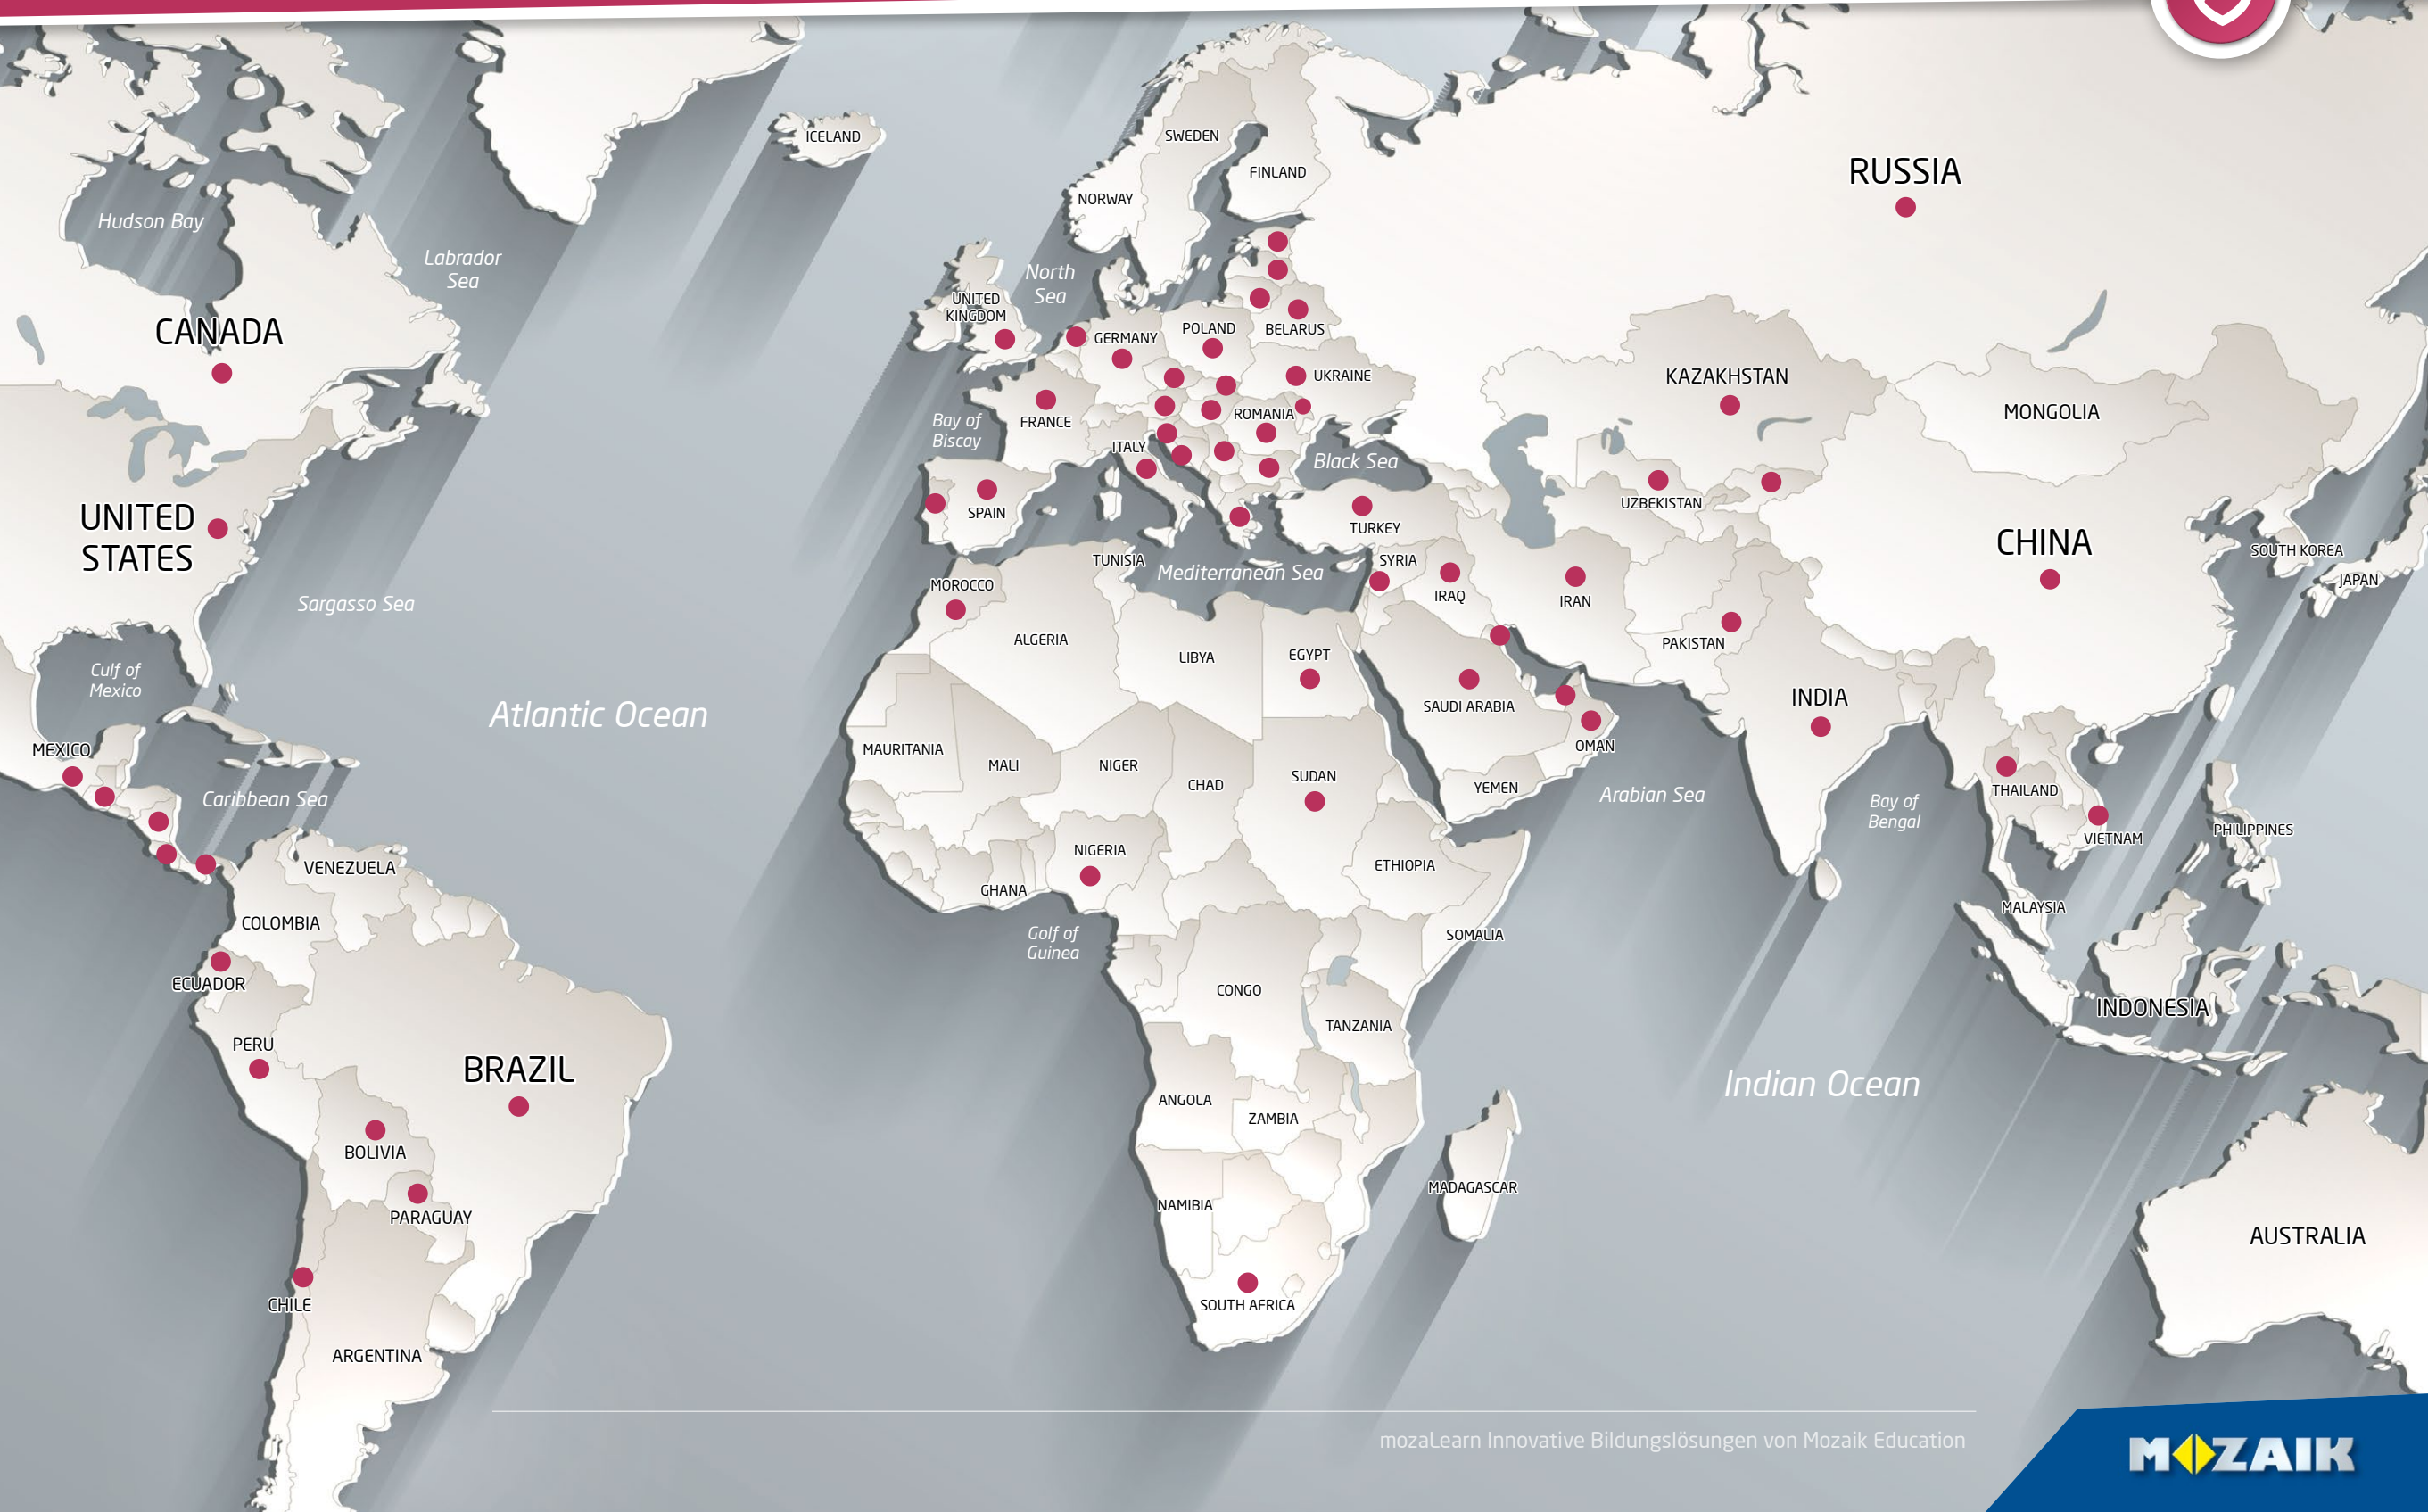 ICELAND
SWEDEN
FINLAND
NORWAY
RUSSIA
Hudson Bay
Labrador
Sea
North
Sea
UNITED
KINGDOM
CANADA
GERMANY
POLAND
BELARUS
UKRAINE
KAZAKHSTAN
MONGOLIA
FRANCE
ROMANIA
Bay of
Biscay
ITALY
Black Sea
UNITED
STATES
SPAIN
TURKEY
UZBEKISTAN
CHINA
SOUTH KOREA
JAPAN
TUNISIA
Mediterranean Sea
SYRIA
MOROCCO
IRAQ
IRAN
Sargasso Sea
ALGERIA
LIBYA
EGYPT
PAKISTAN
Gulf of
Mexico
Atlantic Ocean
SAUDI ARABIA
INDIA
MEXICO
MAURITANIA
MALI
NIGER
CHAD
SUDAN
OMAN
YEMEN
Arabian Sea
Bay of
Bengal
THAILAND
VIETNAM
PHILIPPINES
Caribbean Sea
VENEZUELA
NIGERIA
GHANA
ETHIOPIA
COLOMBIA
Golf of
Guinea
SOMALIA
MALAYSIA
ECUADOR
CONGO
INDONESIA
PERU
BRAZIL
TANZANIA
Indian Ocean
ANGOLA
ZAMBIA
BOLIVIA
PARAGUAY
NAMIBIA
MADAGASCAR
AUSTRALIA
CHILE
SOUTH AFRICA
ARGENTINA
mozaLearn Innovative Bildungslösungen von Mozaik Education
MOZAIK